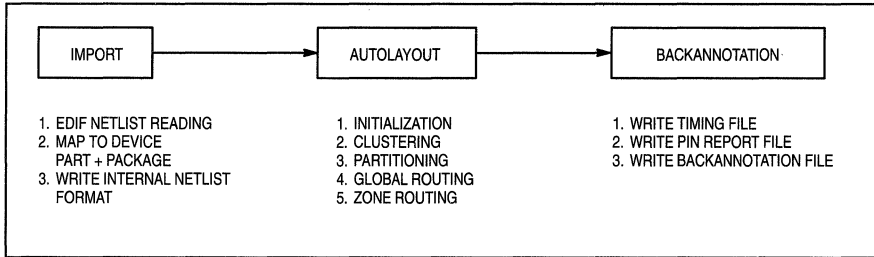 IMPORT
AUTOLAYOUT
BACKANNOTATION
1. EDIF NETLIST READING
2. MAP TO DEVICE
PART + PACKAGE
3. WRITE INTERNAL NETLIST
FORMAT
1. INITIALIZATION
2. CLUSTERING
3. PARTITIONING
4. GLOBAL ROUTING
5. ZONE ROUTING
1. WRITE TIMING FILE
2. WRITE PIN REPORT FILE
3. WRITE BACKANNOTATION FILE